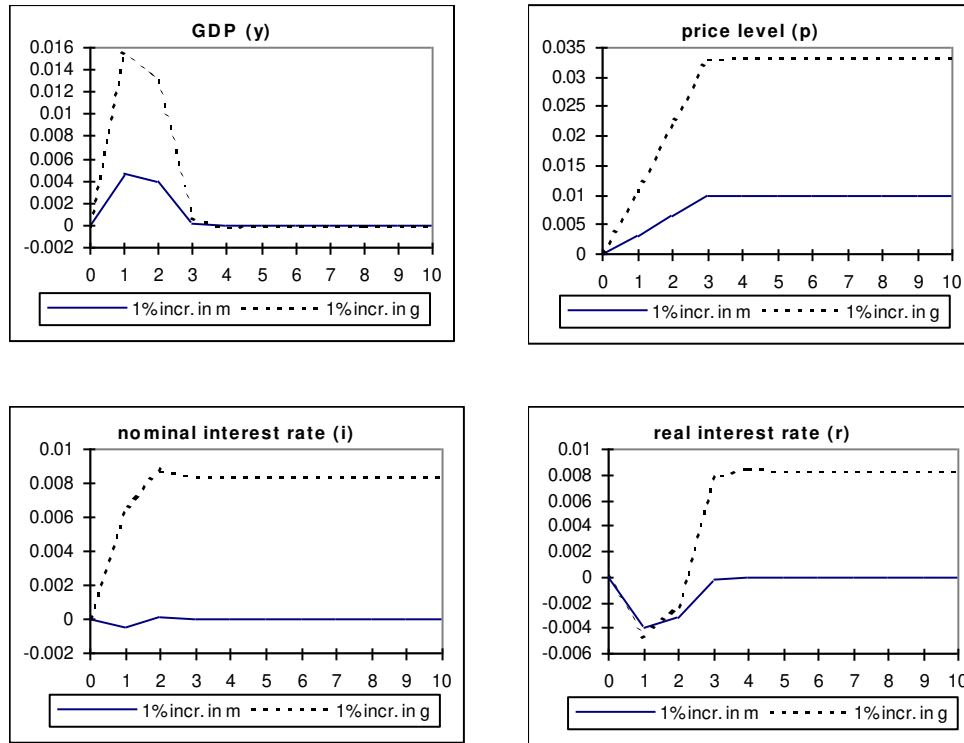 GDP (y)
0.016
0.014
0.012
0.01
0.008
0.006
0.004
0.002
0
-0.002
0 1 2 3 4 5 6 7 8 9 10
1%incr. in m 1%incr. in g
price level (p)
0.035
0.03
0.025
0.02
0.015
0.01
0.005
0
0 1 2 3 4 5 6 7 8 9 10
1%incr. in m 1%incr. in g
nominal interest rate (i)
0.01
0.008
0.006
0.004
0.002
0
-0.002
0 1 2 3 4 5 6 7 8 9 10
1%incr. in m 1%incr. in g
real interest rate (r)
0.01
0.008
0.006
0.004
0.002
0
-0.002
-0.004
-0.006
0 1 2 3 4 5 6 7 8 9 10
1%incr. in m 1%incr. in g